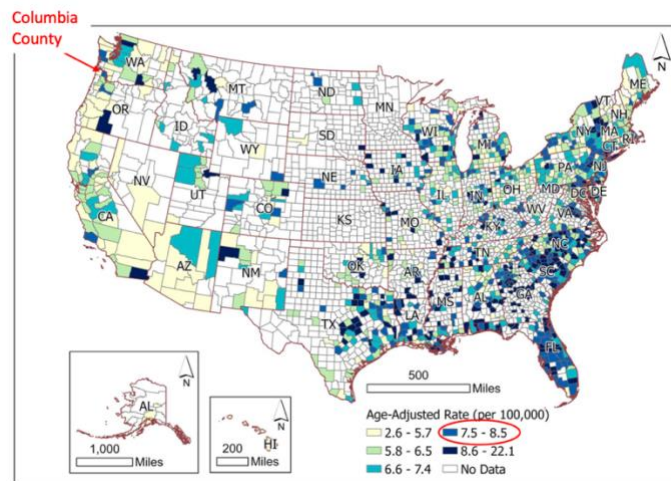 Columbia
County
N
WA
MT
ND
MN
ME
VT
NH
OR
ID
SD
WI
MI
NY
MA
CT
RI
WY
IA
PA
NJ
NE
NV
UT
CO
IL
IN
OH
MD
DE
DC
WV
VA
CA
KS
MO
KY
NC
TN
AZ
NM
OK
AR
SC
MS
AL
GA
TX
LA
FL
500
Miles
N
AL
1,000
Miles
N
HI
200
Miles
Age-Adjusted Rate (per 100,000)
2.6 - 5.7
7.5 - 8.5
5.8 - 6.5
8.6 - 22.1
6.6 - 7.4
No Data